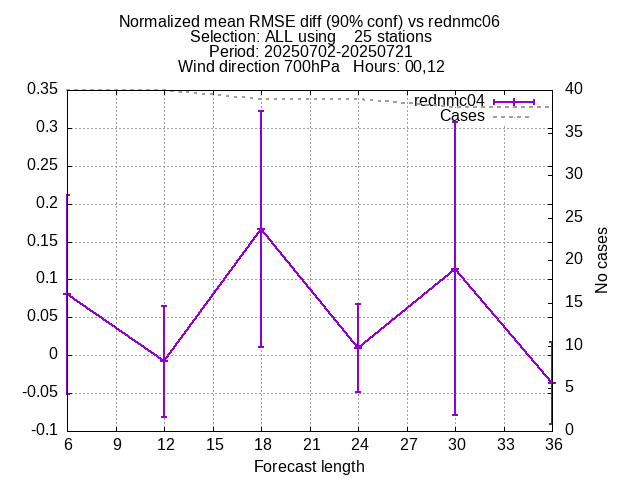 Normalized mean RMSE diff (90% conf) vs rednmc06
Selection: ALL using    25 stations
Period: 20250702-20250721
Wind direction 700hPa   Hours: 00,12
rednmc04
Cases
0.35
0.3
0.25
0.2
0.15
0.1
0.05
0
-0.05
-0.1
40
35
30
25
20
15
10
5
0
No cases
6 9 12 15 18 21 24 27 30 33 36
Forecast length